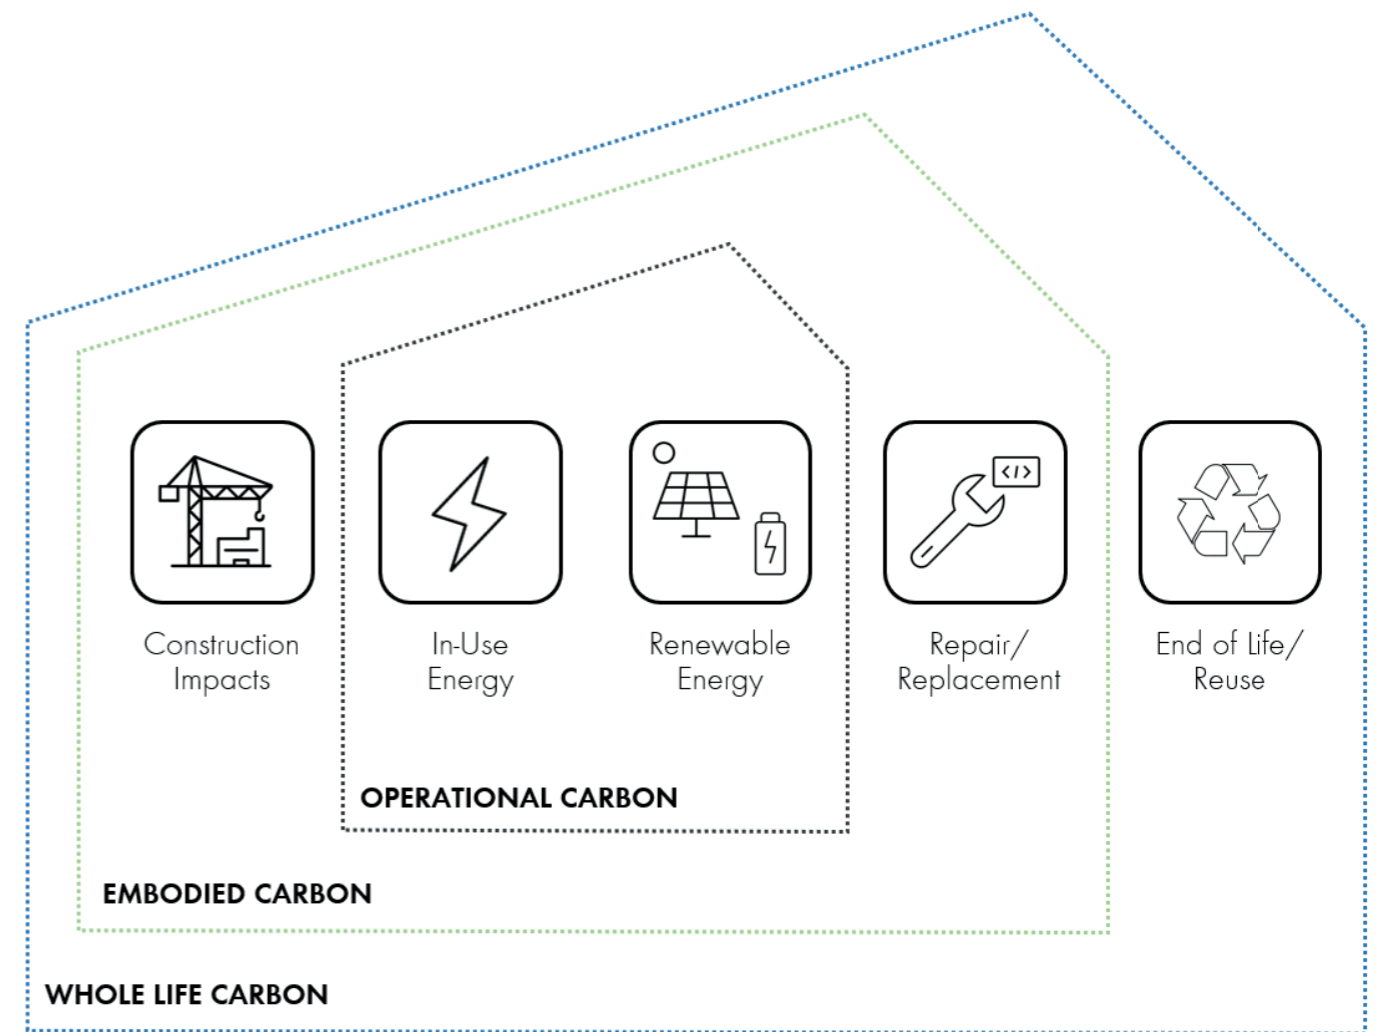 </>
Construction
Impacts
In-Use
Energy
Renewable
Energy
Repair/
Replacement
End of Life/
Reuse
OPERATIONAL CARBON
EMBODIED CARBON
WHOLE LIFE CARBON